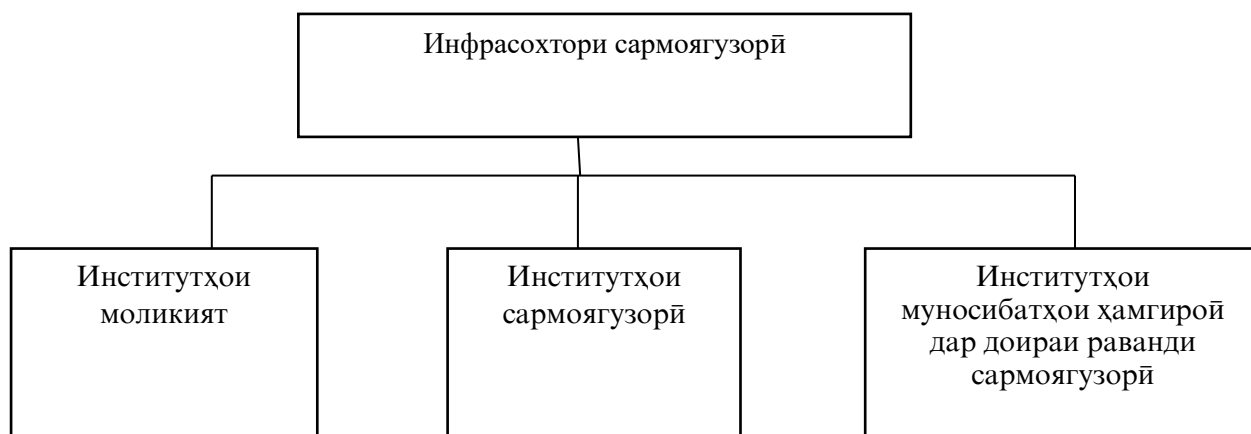 Инфрасохтори сармоягузорӣ
Институтҳои
моликият
Институтҳои
сармоягузорӣ
Институтҳои
муносибатҳои ҳамгироӣ
дар доираи раванди
сармоягузорӣ